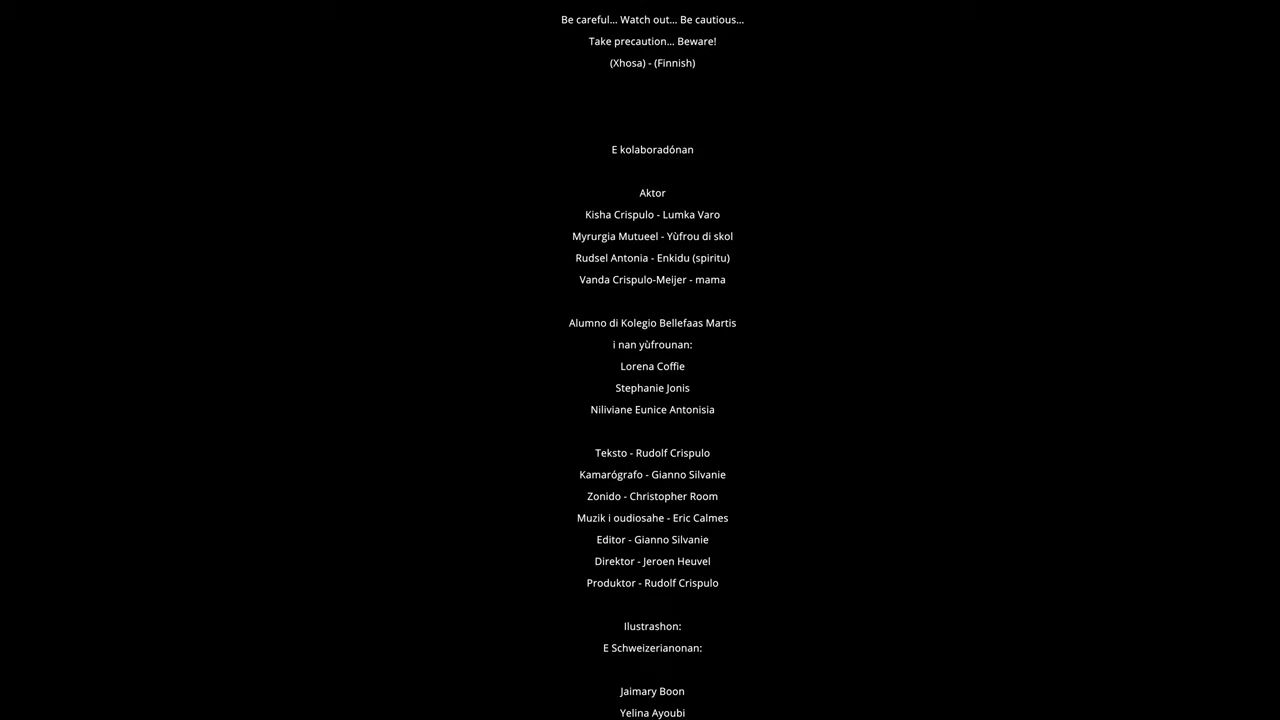 Be careful... Watch out... Be cautious...
Take precaution... Beware!
(Xhosa) - (Finnish)
E kolaboradónan
Aktor
Kisha Crispulo - Lumka Varo
Myrurgia Mutueel - Yùfrou di skol
Rudsel Antonia - Enkidu (spiritu)
Vanda Crispulo-Meijer - mama
Alumno di Kolegio Bellefaas Martis
i nan yùfrounan:
Lorena Coffie
Stephanie Jonis
Niliviane Eunice Antonisia
Teksto - Rudolf Crispulo
Kamarógrafo - Gianno Silvanie
Zonido - Christopher Room
Muzik i oudiosahe - Eric Calmes
Editor - Gianno Silvanie
Direktor - Jeroen Heuvel
Produktor - Rudolf Crispulo
Ilustrashon:
E Schweizerianonan:
Jaimary Boon
Yelina Ayoubi